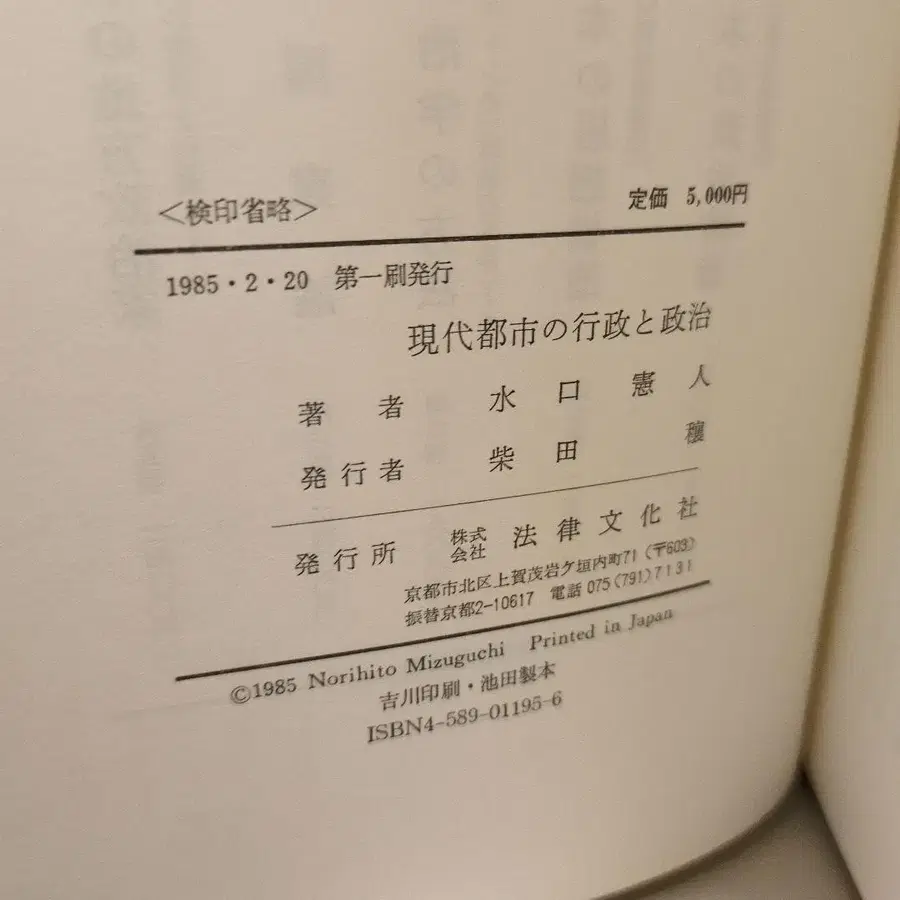 <検印省略>
定価 5,000円
1985・2・20 第一刷発行
現代都市の行政と政治
著者 水口憲人
発行者 柴田穣
発行所 株式会社 法律文化社
京都市北区上賀茂岩ケ垣内町71 (〒603)
振替京都2-10617 電話 075 (791) 7131
©1985 Norihito Mizuguchi Printed in Japan
吉川印刷・池田製本
ISBN4-589-01195-6